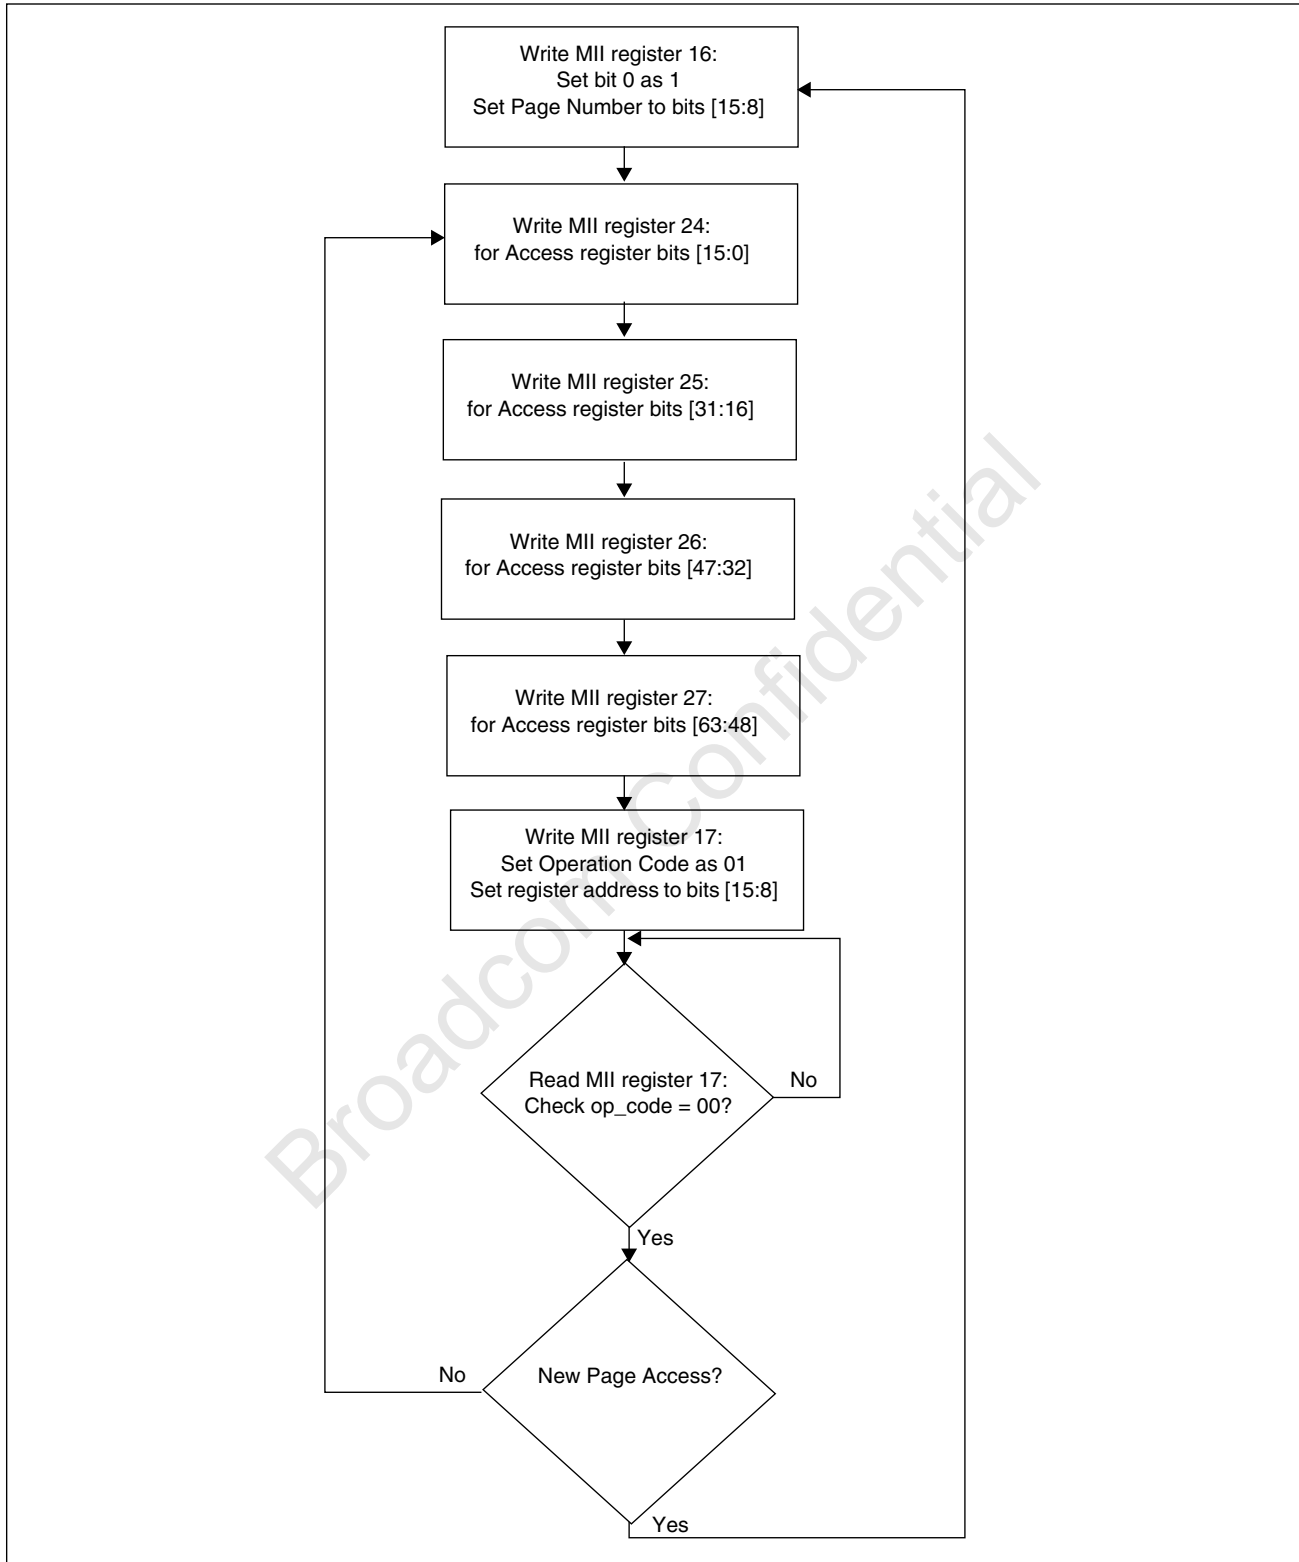 Write MII register 16:
Set bit 0 as 1
Set Page Number to bits [15:8]
Write MII register 24:
for Access register bits [15:0]
Write MII register 25:
for Access register bits [31:16]
Write MII register 26:
for Access register bits [47:32]
Write MII register 27:
for Access register bits [63:48]
Write MII register 17:
Set Operation Code as 01
Set register address to bits [15:8]
Read MII register 17:
Check op_code = 00?
No
Yes
New Page Access?
No
Yes
Broadcom Confidential